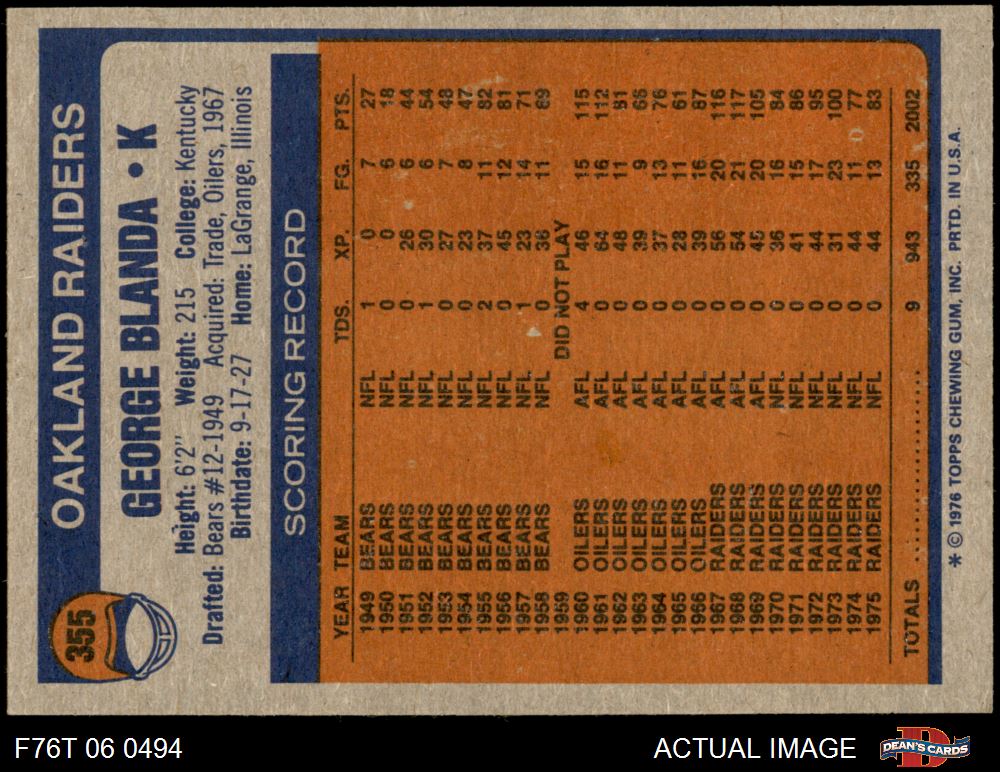 355
OAKLAND RAIDERS
GEORGE BLANDA • K
Height: 6'2" Weight: 215 College: Kentucky
Drafted: Bears #12-1949 Acquired: Trade, Oilers, 1967
Birthdate: 9-17-27 Home: LaGrange, Illinois
SCORING RECORD
YEAR TEAM TDS. XP. FG. PTS.
1949 BEARS NFL 1 0 7 27
1950 BEARS NFL 0 0 6 18
1951 BEARS NFL 0 26 6 44
1952 BEARS NFL 1 30 6 54
1953 BEARS NFL 0 27 7 48
1954 BEARS NFL 0 23 8 47
1955 BEARS NFL 2 37 11 82
1956 BEARS NFL 0 45 12 81
1957 BEARS NFL 1 23 14 71
1958 BEARS NFL 0 36 11 69
1959 DID NOT PLAY
1960 OILERS AFL 4 46 15 115
1961 OILERS AFL 0 64 16 112
1962 OILERS AFL 0 48 11 81
1963 OILERS AFL 0 39 9 66
1964 OILERS AFL 0 37 13 76
1965 OILERS AFL 0 28 11 61
1966 OILERS AFL 0 39 16 87
1967 RAIDERS AFL 0 56 20 116
1968 RAIDERS AFL 0 54 21 117
1969 RAIDERS AFL 0 45 20 105
1970 RAIDERS NFL 0 36 16 84
1971 RAIDERS NFL 0 41 15 86
1972 RAIDERS NFL 0 44 17 95
1973 RAIDERS NFL 0 31 23 100
1974 RAIDERS NFL 0 44 11 77
1975 RAIDERS NFL 0 44 13 83
TOTALS .................... 9 943 335 2002
* © 1976 TOPPS CHEWING GUM, INC. PRTD. IN U.S.A.
F76T 06 0494
ACTUAL IMAGE
D
DEAN'S CARDS